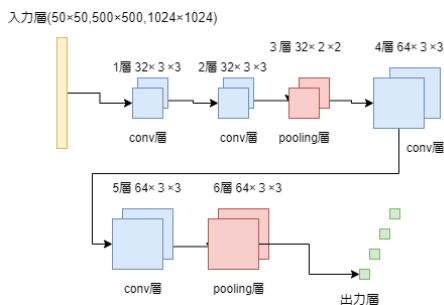 入力層(50×50,500×500,1024×1024)
1層 32× 3 ×3
2層 32× 3 ×3
3 層 32× 2 ×2
4層 64× 3 ×3
conv層
conv層
pooling層
conv層
5層 64× 3 ×3
6層 64× 3 ×3
conv層
pooling層
出力層